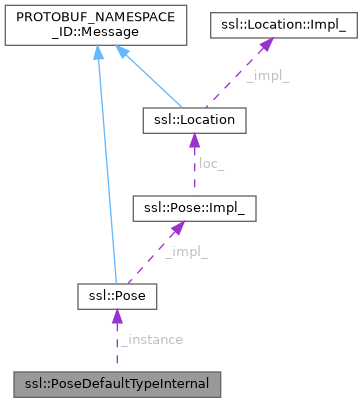 PROTOBUF_NAMESPACE
_ID::Message
ssl::Location::Impl_
_impl_
ssl::Location
loc_
ssl::Pose::Impl_
_impl_
ssl::Pose
_instance
ssl::PoseDefaultTypeInternal